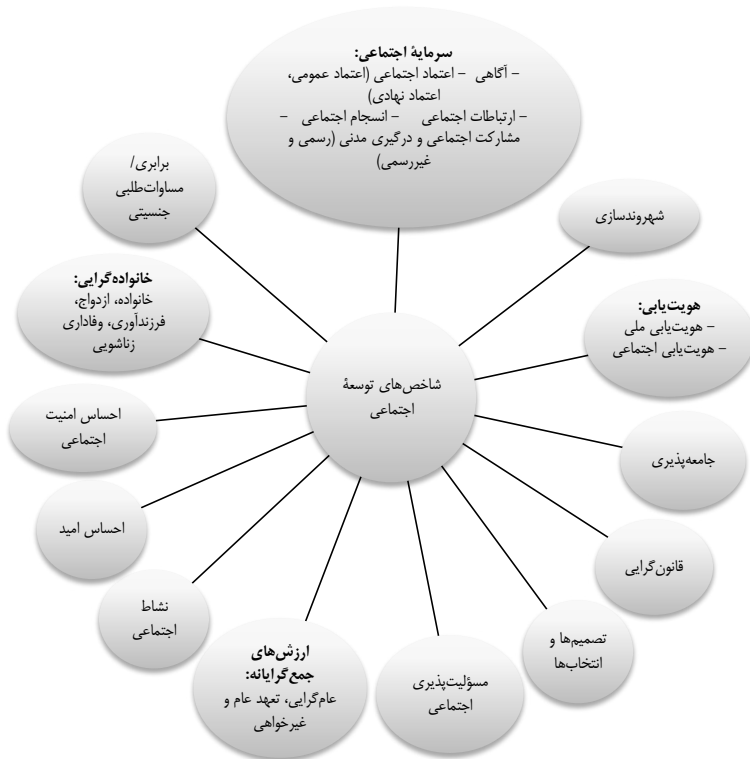 سرمایهٔ اجتماعی:
– آگاهی – اعتماد اجتماعی (اعتماد عمومی،
اعتماد نهادی)
– ارتباطات اجتماعی – انسجام اجتماعی –
مشارکت اجتماعی و درگیری مدنی (رسمی و
غیررسمی)
شهروندسازی
هویت‌یابی:
– هویت‌یابی ملی
– هویت‌یابی اجتماعی
جامعه‌پذیری
قانون‌گرایی
تصمیم‌ها و
انتخاب‌ها
مسؤلیت‌پذیری
اجتماعی
ارزش‌های
جمع‌گرایانه:
عام‌گرایی، تعهد عام و
غیرخواهی
نشاط
اجتماعی
احساس امید
احساس امنیت
اجتماعی
خانواده‌گرایی:
خانواده، ازدواج،
فرزندآوری، وفاداری
زناشویی
برابری/
مساوات‌طلبی
جنسیتی
شاخص‌های توسعهٔ
اجتماعی